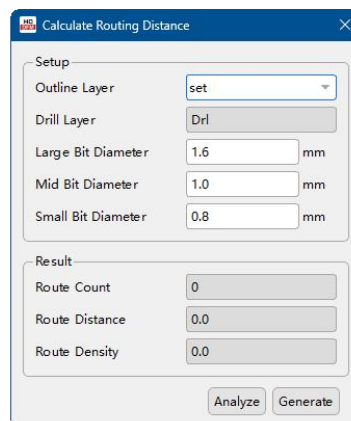 HQ DFM Calculate Routing Distance
Setup
Outline Layer set
Drill Layer Drl
Large Bit Diameter 1.6 mm
Mid Bit Diameter 1.0 mm
Small Bit Diameter 0.8 mm
Result
Route Count 0
Route Distance 0.0
Route Density 0.0
Analyze Generate